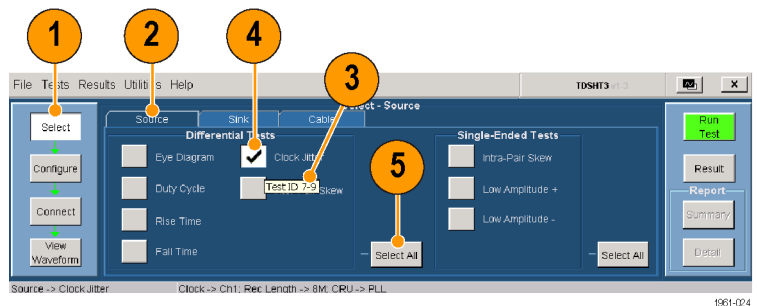 1 2 4 3
File Tests Results Utilities Help TDSHT3 v1.3 X
Select - Source
Select
Configure
Connect
View Waveform
Source Sink Cable
Differential Tests
Eye Diagram Clock Jitter
Duty Cycle Test ID 7-9 Skew
Rise Time
Fall Time
5
Select All
Single-Ended Tests
Intra-Pair Skew
Low Amplitude +
Low Amplitude -
Select All
Run Test
Result
Report
Summary
Detail
Source -> Clock Jitter Clock -> Ch1; Rec Length -> 8M; CRU -> PLL
1961-024